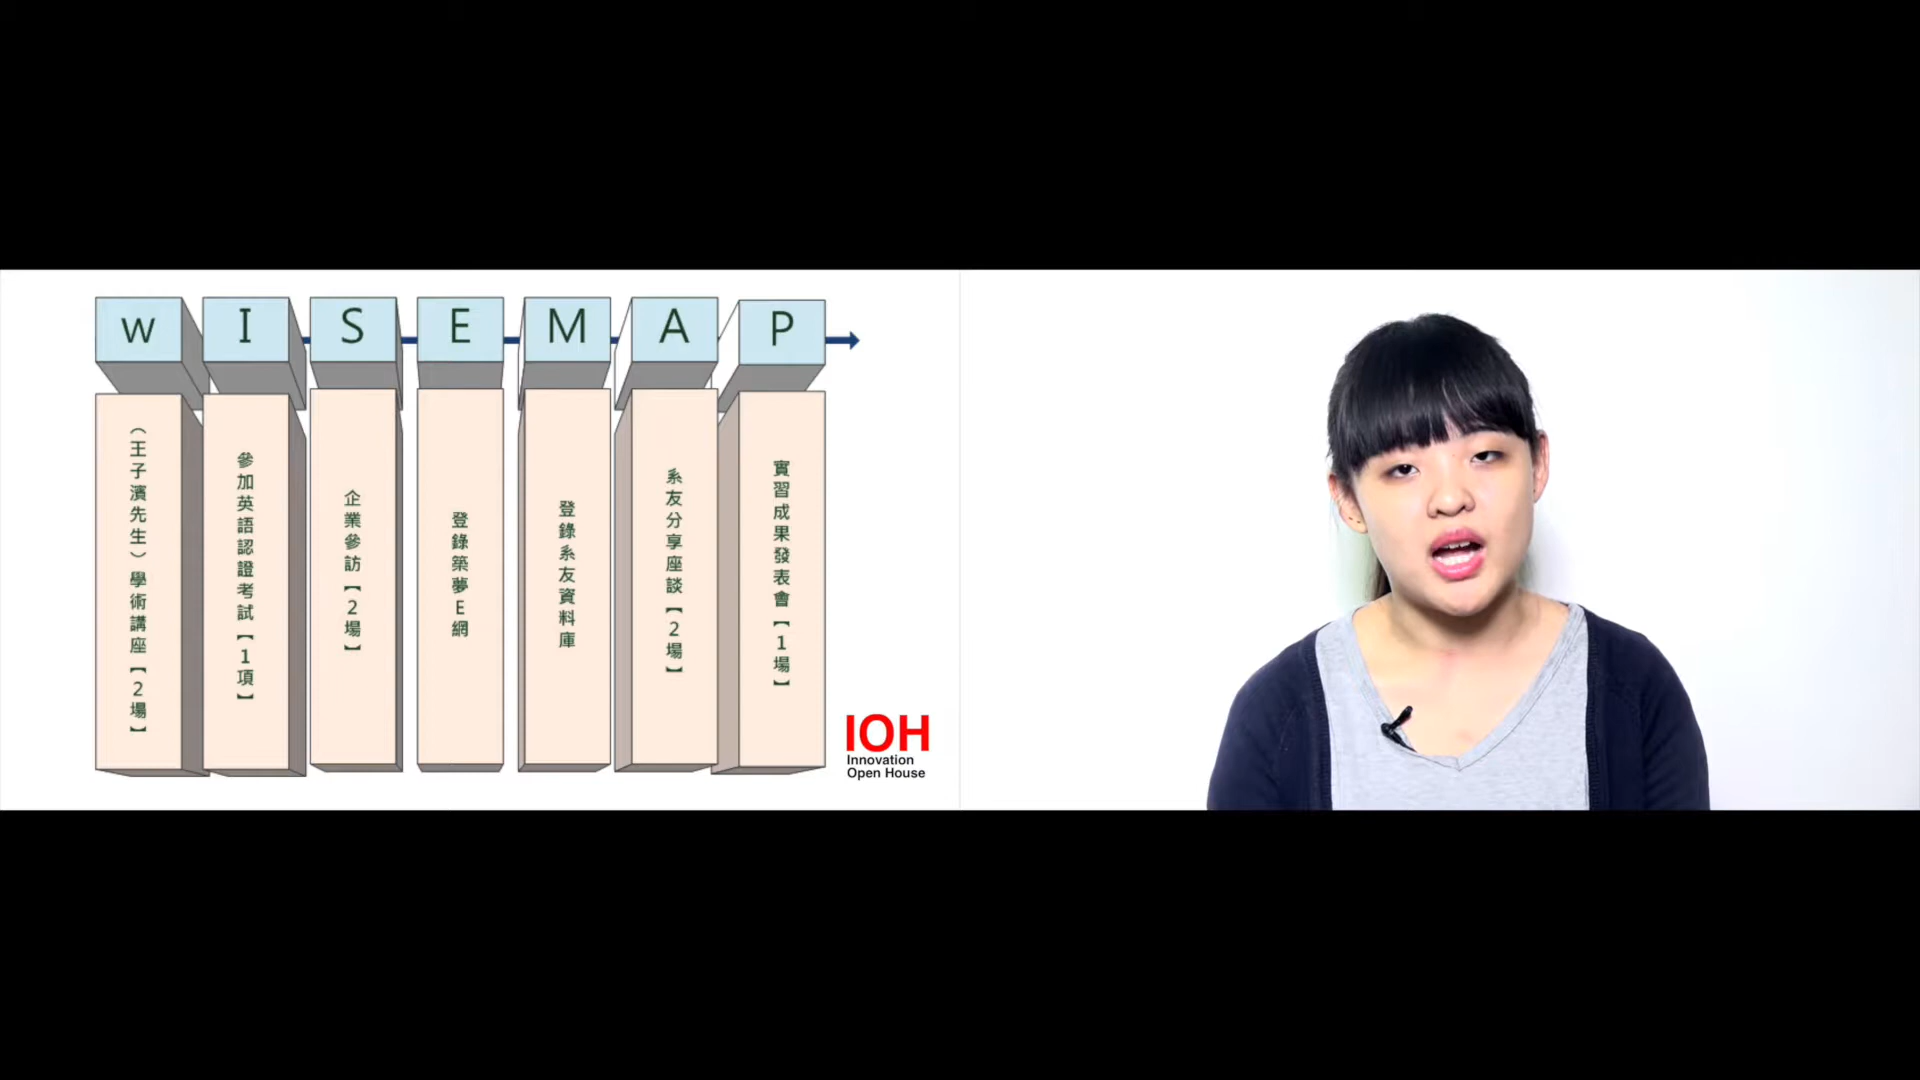 W I S E M A P
（王子濱先生）學術講座【2場】
參加英語認證考試【1項】
企業參訪【2場】
登錄築夢E網
登錄系友資料庫
系友分享座談【2場】
實習成果發表會【1場】
IOH
Innovation
Open House